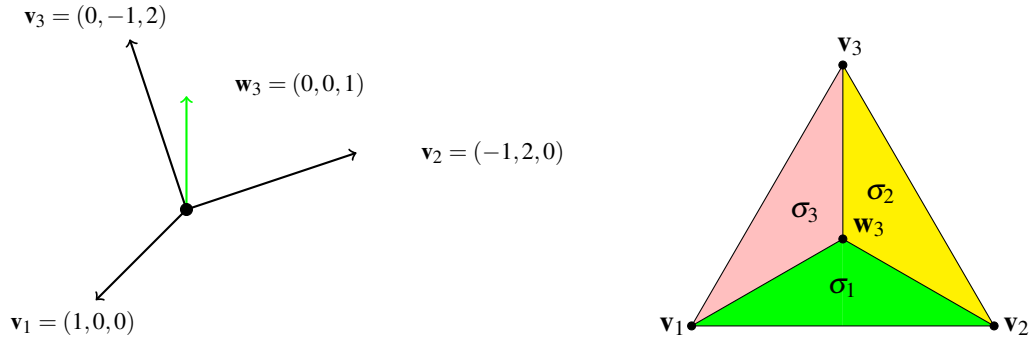 v₃ = (0, −1, 2)
w₃ = (0, 0, 1)
v₂ = (−1, 2, 0)
v₁ = (1, 0, 0)
v₃
σ₃
σ₂
w₃
σ₁
v₁
v₂